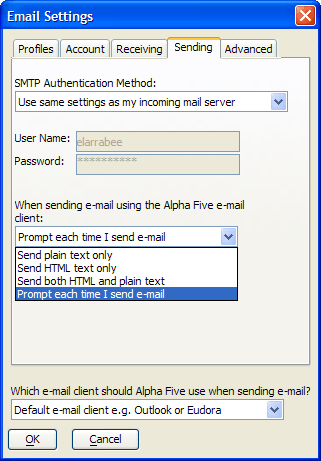 Email Settings
Profiles Account Receiving Sending Advanced
SMTP Authentication Method:
Use same settings as my incoming mail server
User Name: elarrabee
Password: **********
When sending e-mail using the Alpha Five e-mail
client:
Prompt each time I send e-mail
Send plain text only
Send HTML text only
Send both HTML and plain text
Prompt each time I send e-mail
Which e-mail client should Alpha Five use when sending e-mail?
Default e-mail client e.g. Outlook or Eudora
OK Cancel